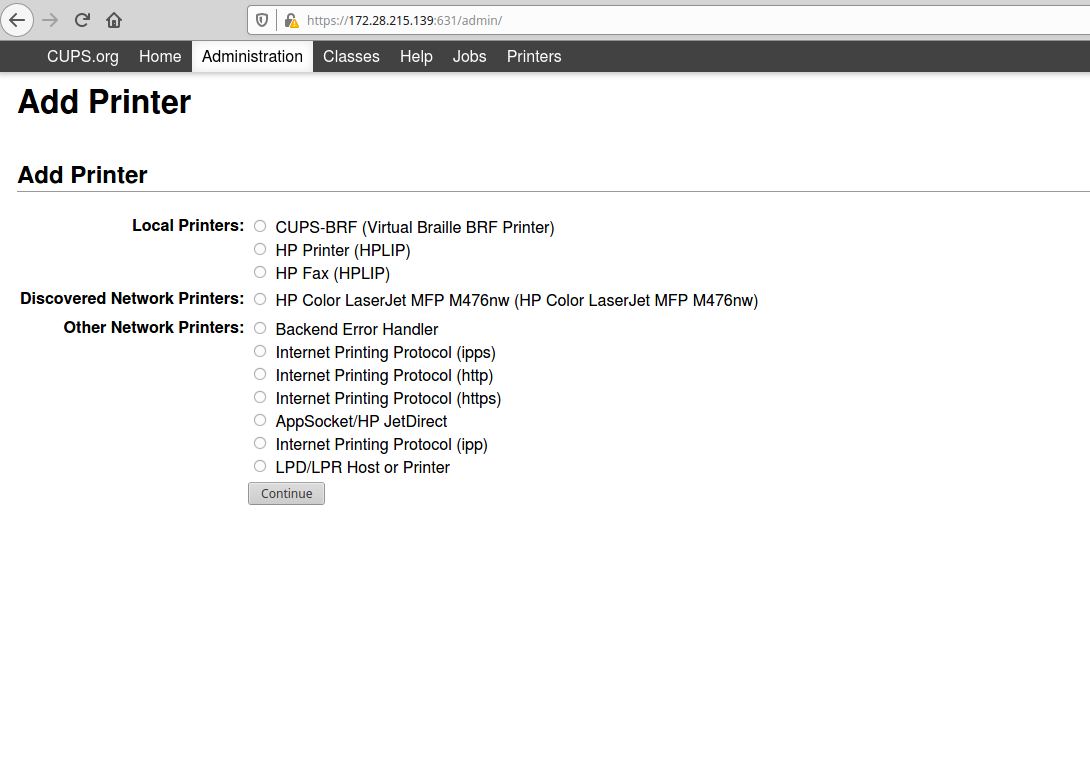 https://172.28.215.139:631/admin/
CUPS.org Home Administration Classes Help Jobs Printers
Add Printer
Add Printer
Local Printers: CUPS-BRF (Virtual Braille BRF Printer)
HP Printer (HPLIP)
HP Fax (HPLIP)
Discovered Network Printers: HP Color LaserJet MFP M476nw (HP Color LaserJet MFP M476nw)
Other Network Printers: Backend Error Handler
Internet Printing Protocol (ipps)
Internet Printing Protocol (http)
Internet Printing Protocol (https)
AppSocket/HP JetDirect
Internet Printing Protocol (ipp)
LPD/LPR Host or Printer
Continue